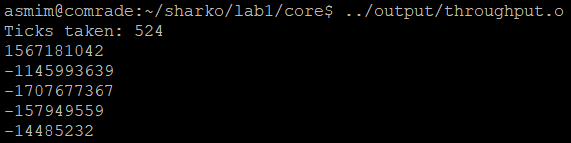 asmim@comrade:~/sharko/lab1/core$ ../output/throughput.o
Ticks taken: 524
1567181042
-1145993639
-1707677367
-157949559
-14485232